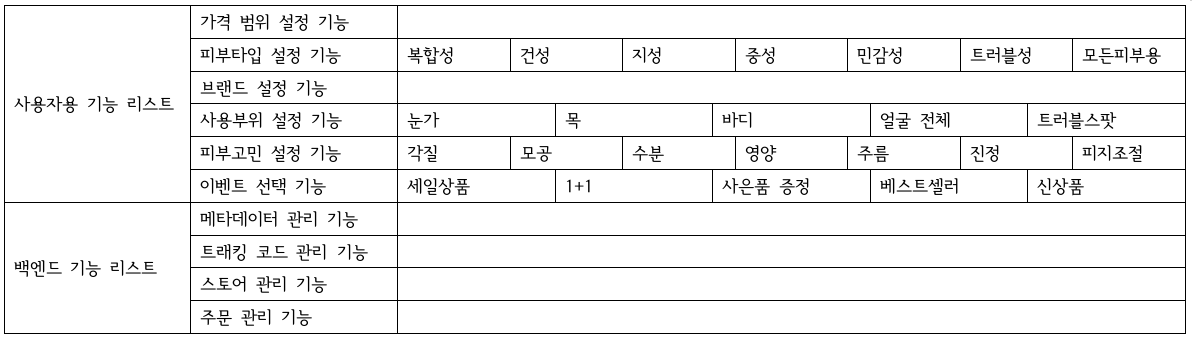 가격 범위 설정 기능
피부타입 설정 기능 복합성 건성 지성 중성 민감성 트러블성 모든피부용
브랜드 설정 기능
사용자용 기능 리스트
사용부위 설정 기능 눈가 목 바디 얼굴 전체 트러블스팟
피부고민 설정 기능 각질 모공 수분 영양 주름 진정 피지조절
이벤트 선택 기능 세일상품 1+1 사은품 증정 베스트셀러 신상품
메타데이터 관리 기능
트래킹 코드 관리 기능
백엔드 기능 리스트
스토어 관리 기능
주문 관리 기능